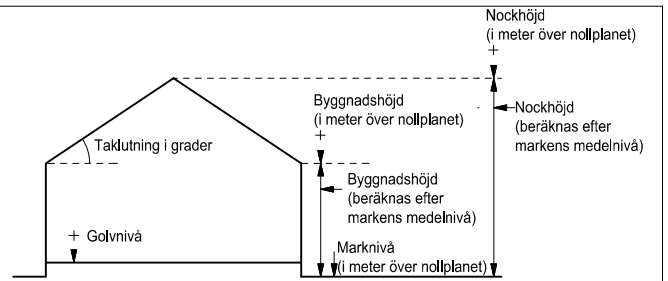 Nockhöjd
(i meter över nollplanet)
+
Byggnadshöjd
(i meter över nollplanet)
+
Nockhöjd
(beräknas efter
markens medelnivå)
Taklutning i grader
Byggnadshöjd
(beräknas efter
markens medelnivå)
+ Golvnivå
Marknivå
(i meter över nollplanet)